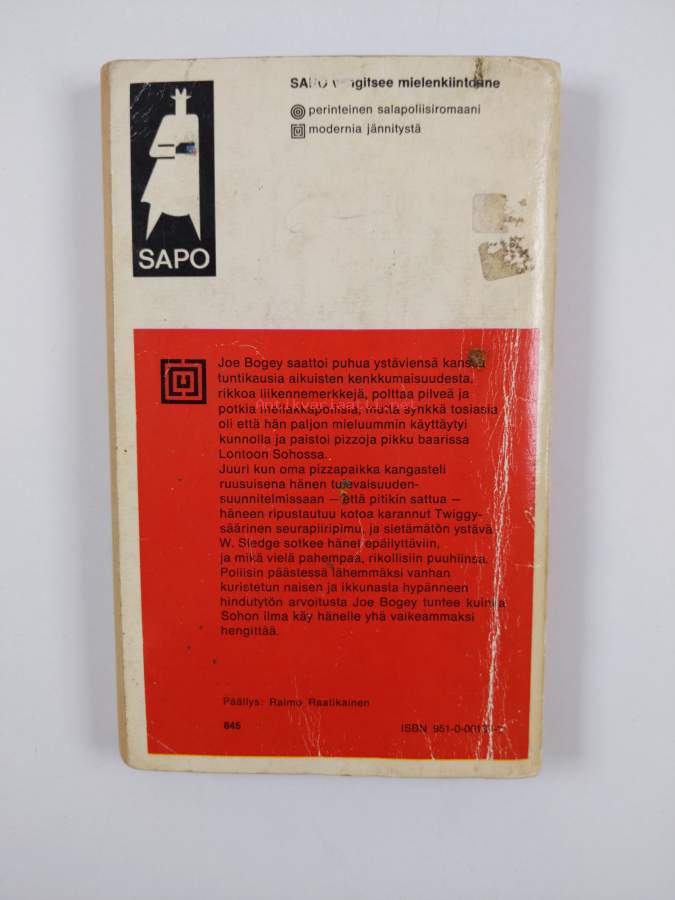 SAPO
SAPO vangitsee mielenkiintonne
perinteinen salapoliisiromaani
modernia jännitystä
Joe Bogey saattoi puhua ystäviensä kanssa
tuntikausia aikuisten kenkkumaisuudesta,
rikkoa liikennemerkkejä, polttaa pilveä ja
potkia mellakkapoliisia, mutta synkkä tosiasia
oli että hän paljon mieluummin käyttäytyi
kunnolla ja paistoi pizzoja pikku baarissa
Lontoon Sohossa.
Juuri kun oma pizzapaikka kangasteli
ruusuisena hänen tulevaisuuden-
suunnitelmissaan — että pitikin sattua —
häneen ripustautuu kotoa karannut Twiggy-
säärinen seurapiiripimu, ja sietämätön ystävä
W. Sledge sotkee hänet epäilyttäviin,
ja mikä vielä pahempaa, rikollisiin puuhiinsa.
Poliisin päästessä lähemmäksi vanhan
kuristetun naisen ja ikkunasta hypänneen
hindutytön arvoitusta Joe Bogey tuntee kuinka
Sohon ilma käy hänelle yhä vaikeammaksi
hengittää.
Päällys: Raimo Raatikainen
845
ISBN